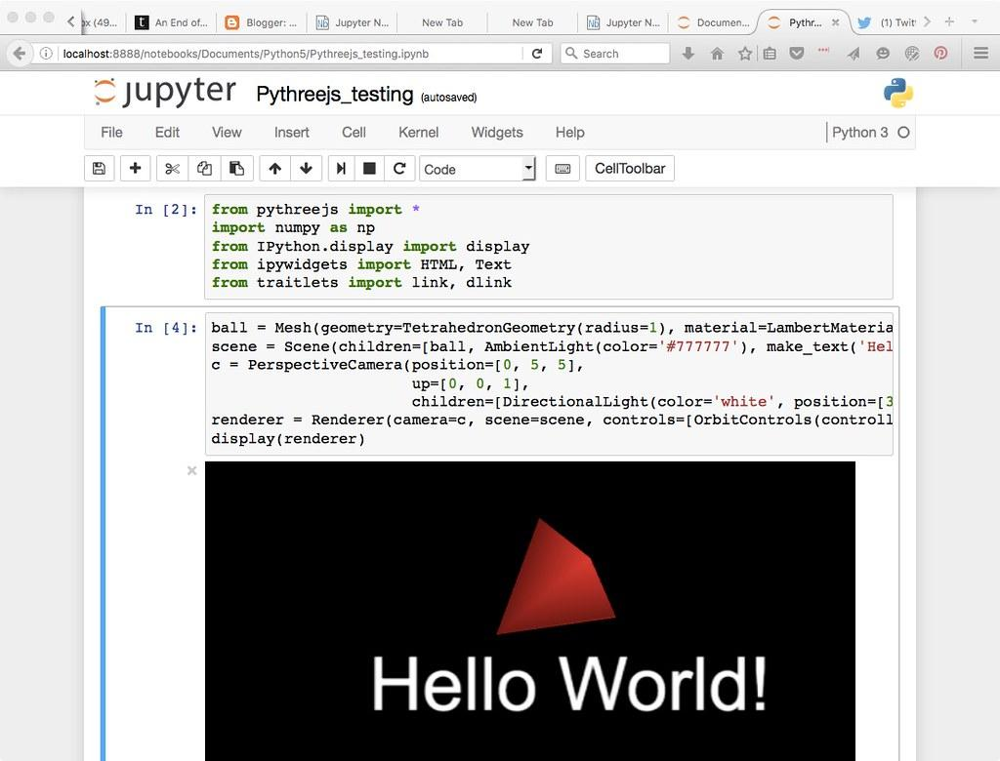 ox (49...
An End of...
Blogger: ...
Jupyter N...
New Tab
New Tab
Jupyter N...
Documen...
Pythr...
(1) Twit
localhost:8888/notebooks/Documents/Python5/Pythreejs_testing.ipynb
Search
jupyter Pythreejs_testing (autosaved)
File Edit View Insert Cell Kernel Widgets Help Python 3
Code CellToolbar
In [2]: from pythreejs import *
import numpy as np
from IPython.display import display
from ipywidgets import HTML, Text
from traitlets import link, dlink
In [4]: ball = Mesh(geometry=TetrahedronGeometry(radius=1), material=LambertMateria
scene = Scene(children=[ball, AmbientLight(color='#777777'), make_text('Hel
c = PerspectiveCamera(position=[0, 5, 5],
up=[0, 0, 1],
children=[DirectionalLight(color='white', position=[3
renderer = Renderer(camera=c, scene=scene, controls=[OrbitControls(controll
display(renderer)
Hello World!